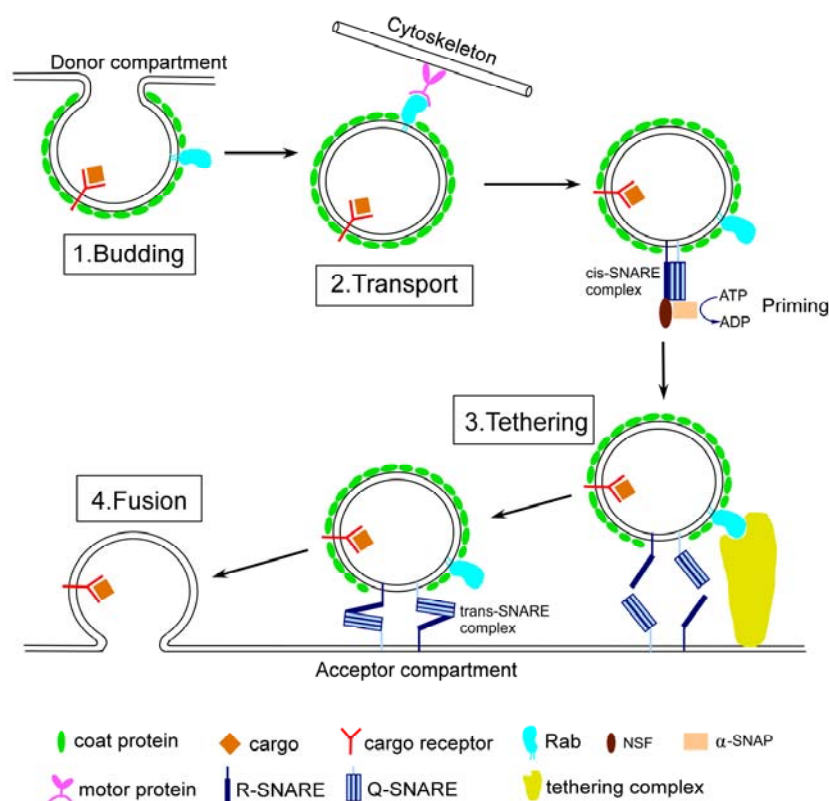 Cytoskeleton
Donor compartment
1.Budding
2.Transport
cis-SNARE
complex
ATP
ADP
Priming
3.Tethering
4.Fusion
trans-SNARE
complex
Acceptor compartment
coat protein
cargo
cargo receptor
Rab
NSF
α-SNAP
motor protein
R-SNARE
Q-SNARE
tethering complex